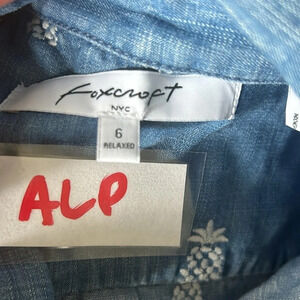 Foxcroft
NYC
6
RELAXED
ALP